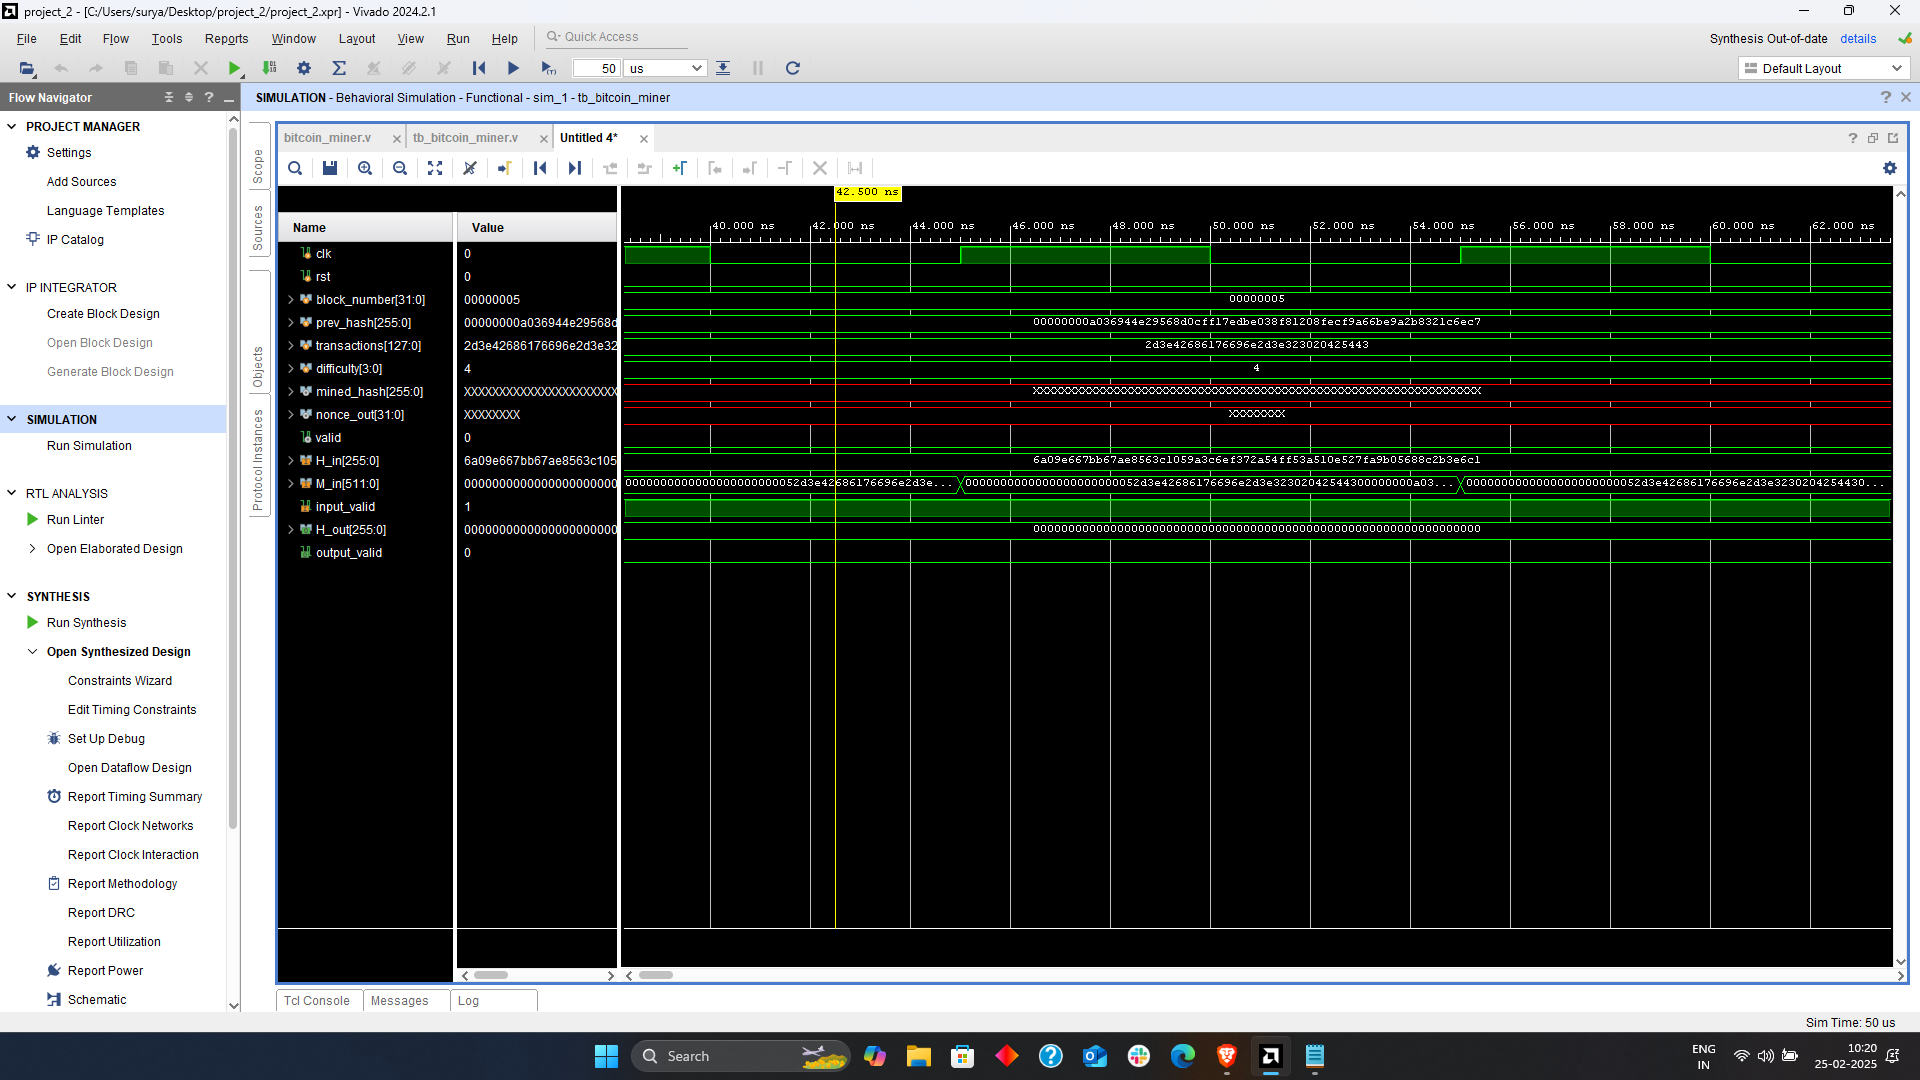 project_2 - [C:/Users/surya/Desktop/project_2/project_2.xpr] - Vivado 2024.2.1
File Edit Flow Tools Reports Window Layout View Run Help Quick Access
Synthesis Out-of-date details
50 us
Default Layout
Flow Navigator
SIMULATION - Behavioral Simulation - Functional - sim_1 - tb_bitcoin_miner
PROJECT MANAGER
Settings
Add Sources
Language Templates
IP Catalog
IP INTEGRATOR
Create Block Design
Open Block Design
Generate Block Design
SIMULATION
Run Simulation
RTL ANALYSIS
Run Linter
Open Elaborated Design
SYNTHESIS
Run Synthesis
Open Synthesized Design
Constraints Wizard
Edit Timing Constraints
Set Up Debug
Open Dataflow Design
Report Timing Summary
Report Clock Networks
Report Clock Interaction
Report Methodology
Report DRC
Report Utilization
Report Power
Schematic
Scope
Sources
Objects
Protocol Instances
bitcoin_miner.v tb_bitcoin_miner.v Untitled 4*
42.500 ns
Name Value
40.000 ns 42.000 ns 44.000 ns 46.000 ns 48.000 ns 50.000 ns 52.000 ns 54.000 ns 56.000 ns 58.000 ns 60.000 ns 62.000 ns
clk 0
rst 0
block_number[31:0] 00000005 00000005
prev_hash[255:0] 00000000a036944e29568d 00000000a036944e29568d0cff17edbe038f81208fecf9a66be9a2b8321c6ec7
transactions[127:0] 2d3e42686176696e2d3e32 2d3e42686176696e2d3e323020425443
difficulty[3:0] 4 4
mined_hash[255:0]
nonce_out[31:0] XXXXXXXX XXXXXXXX
valid 0
H_in[255:0] 6a09e667bb67ae8563c105 6a09e667bb67ae8563c1059a3c6ef372a54ff53a510e527fa9b05688c2b3e6c1
M_in[511:0]
input_valid 1
H_out[255:0]
output_valid 0
Tcl Console Messages Log
Sim Time: 50 us
Search
ENG
IN
10:20
25-02-2025